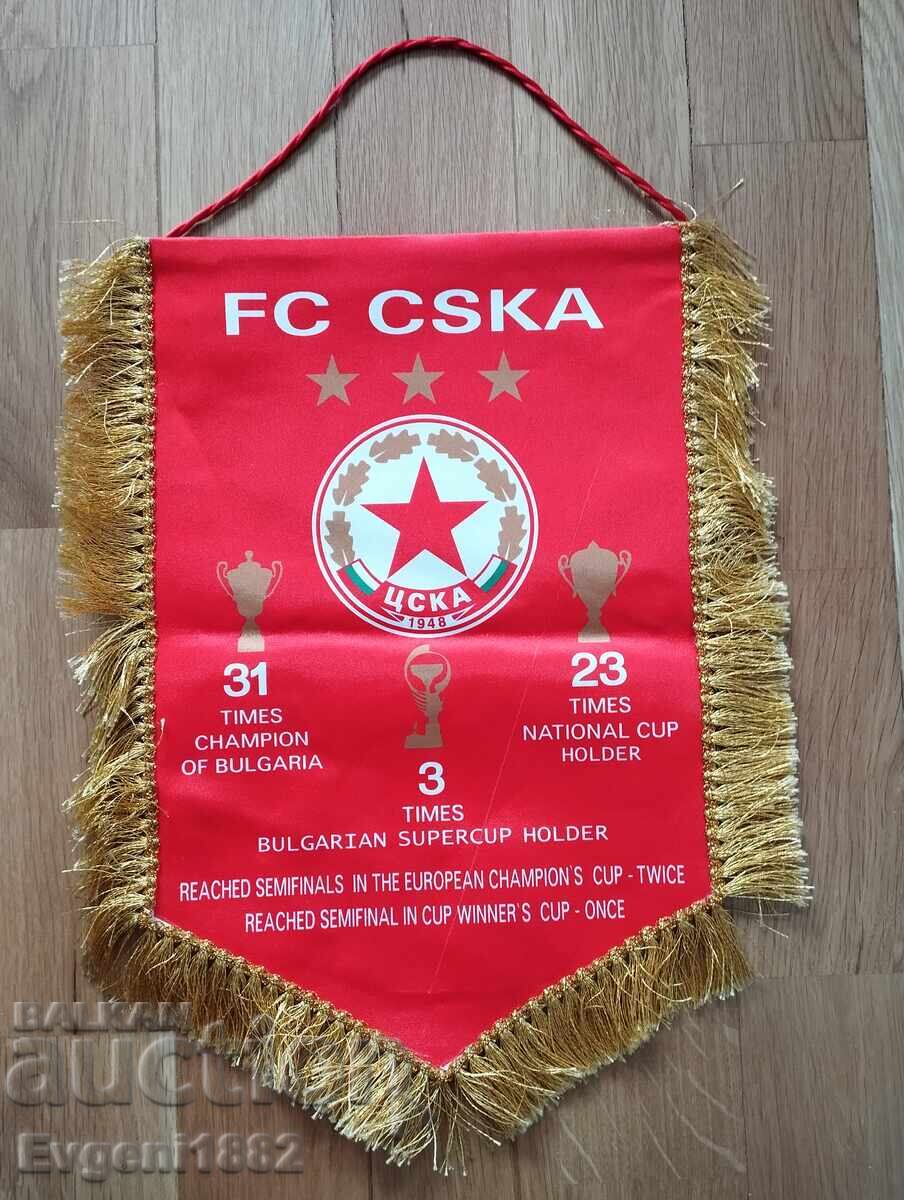 FC CSKA
ЦСКА
1948
31
TIMES
CHAMPION
OF BULGARIA
3
TIMES
BULGARIAN SUPERCUP HOLDER
23
TIMES
NATIONAL CUP
HOLDER
REACHED SEMIFINALS IN THE EUROPEAN CHAMPION`S CUP - TWICE
REACHED SEMIFINAL IN CUP WINNER`S CUP - ONCE
BALKAN
auction
Evgeni1882